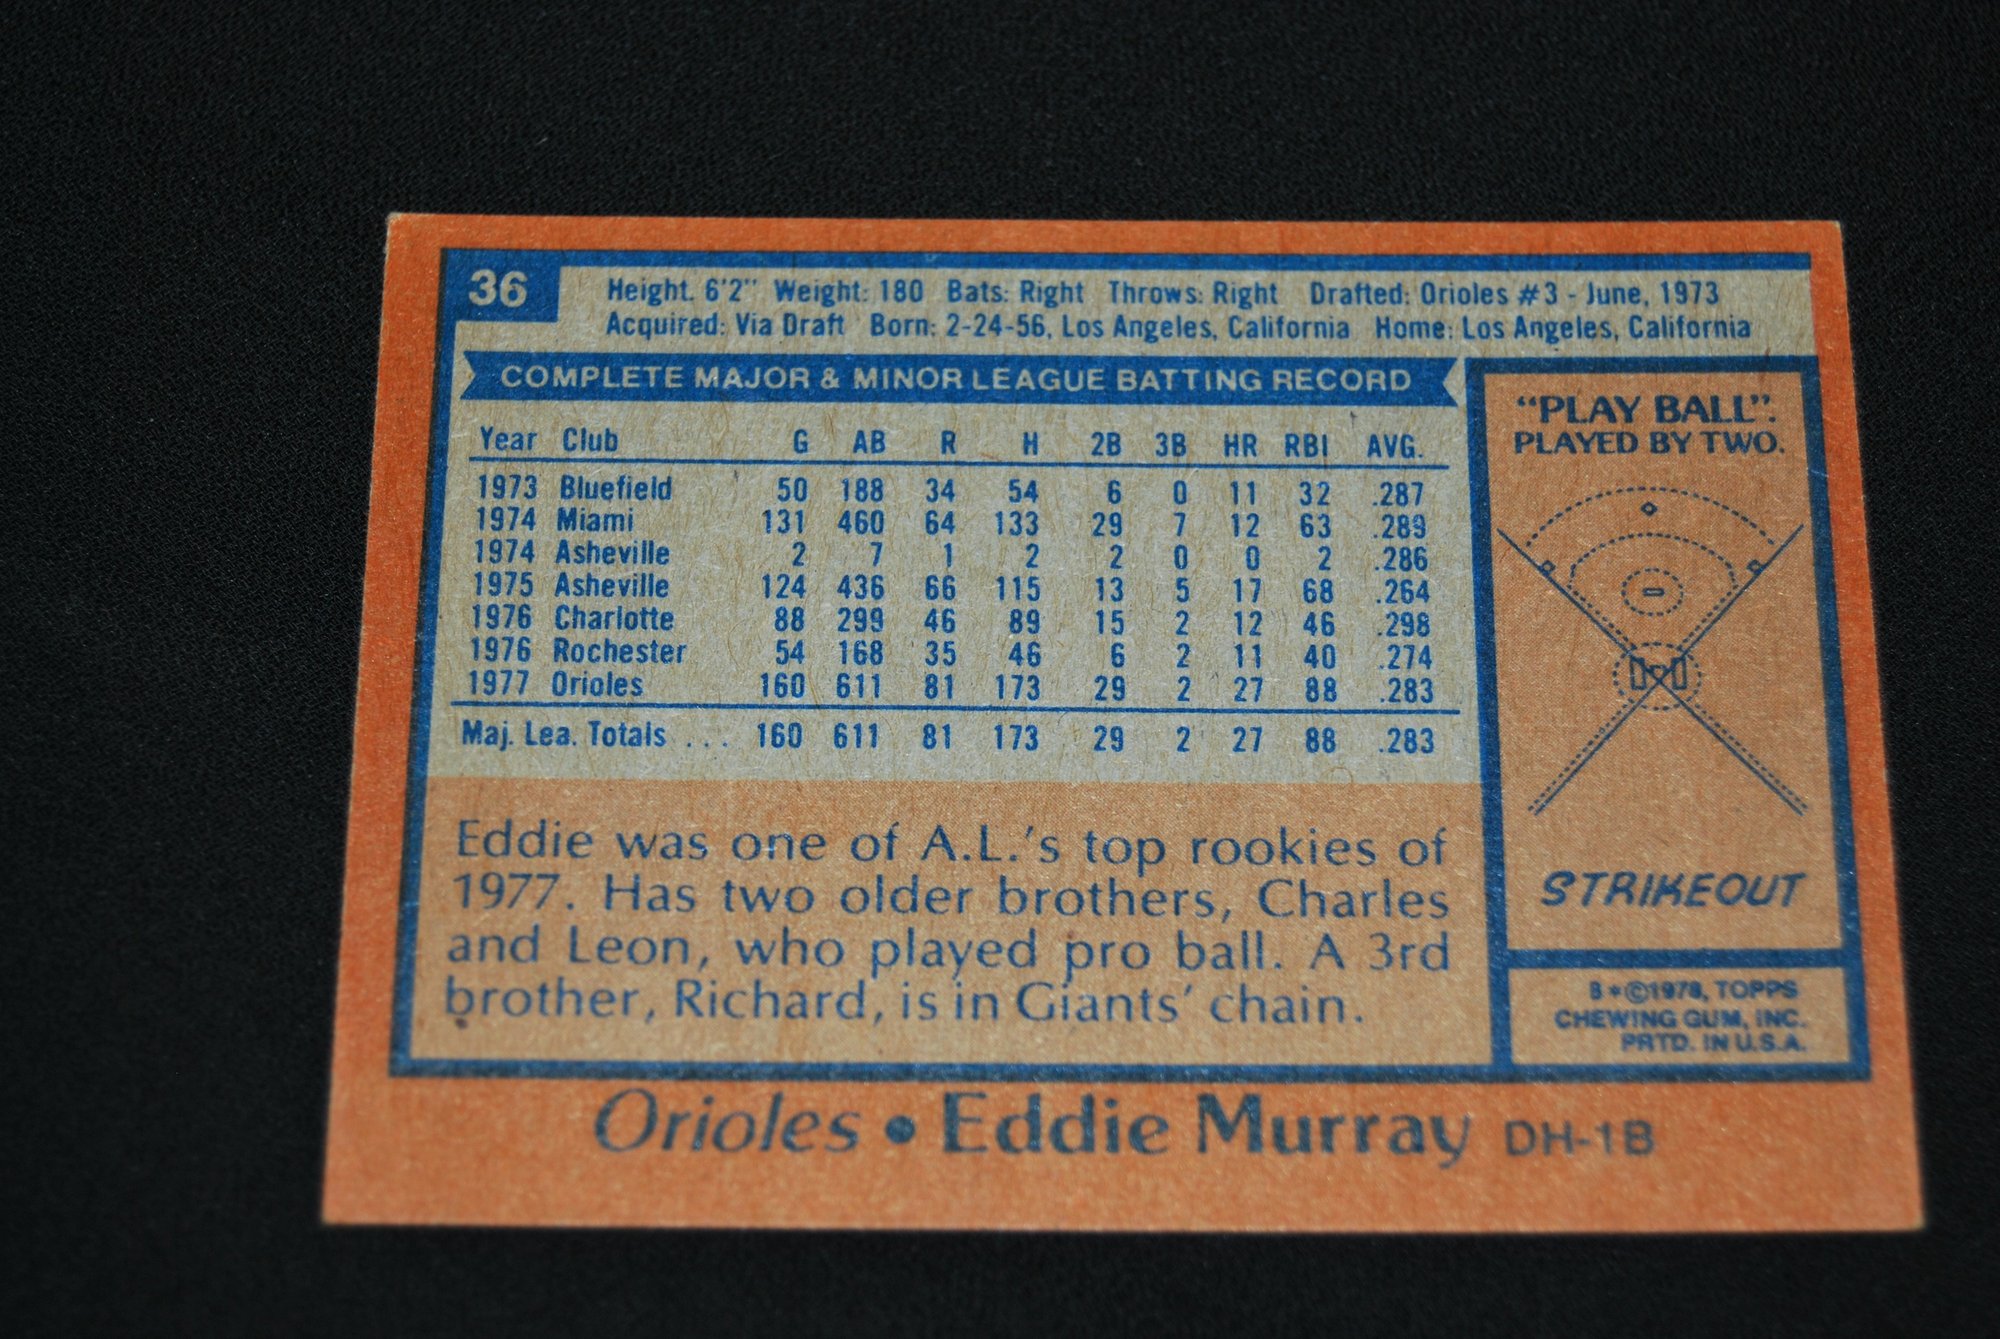 36
Height. 6'2" Weight: 180 Bats: Right Throws: Right Drafted: Orioles #3 - June, 1973
Acquired: Via Draft Born: 2-24-56, Los Angeles, California Home: Los Angeles, California
COMPLETE MAJOR & MINOR LEAGUE BATTING RECORD
Year Club G AB R H 2B 3B HR RBI AVG.
1973 Bluefield 50 188 34 54 6 0 11 32 .287
1974 Miami 131 460 64 133 29 7 12 63 .289
1974 Asheville 2 7 1 2 2 0 0 2 .286
1975 Asheville 124 436 66 115 13 5 17 68 .264
1976 Charlotte 88 299 46 89 15 2 12 46 .298
1976 Rochester 54 168 35 46 6 2 11 40 .274
1977 Orioles 160 611 81 173 29 2 27 88 .283
Maj. Lea. Totals . . . 160 611 81 173 29 2 27 88 .283
Eddie was one of A.L.'s top rookies of
1977. Has two older brothers, Charles
and Leon, who played pro ball. A 3rd
brother, Richard, is in Giants' chain.
"PLAY BALL".
PLAYED BY TWO.
STRIKEOUT
B*©1978, TOPPS
CHEWING GUM, INC.
PRTD. IN U.S.A.
Orioles • Eddie Murray DH-1B